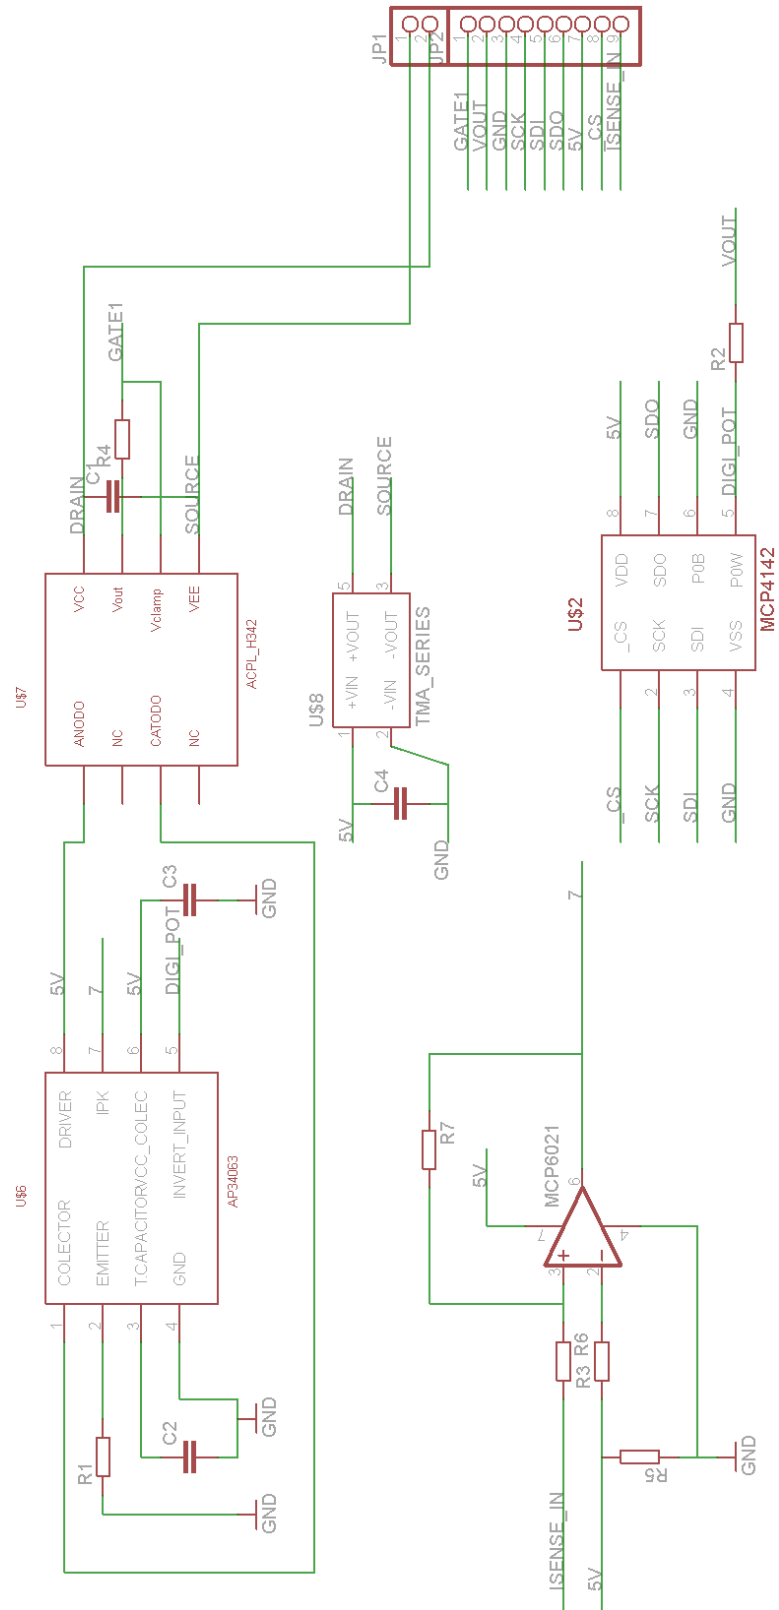 JP1
1
2
JP2
1
2
3
4
5
6
7
8
9
GATE1
VOUT
GND
SCK
SDI
SDO
5V
_CS
ISENSE_IN
VOUT
R2
DIGI_POT
GATE1
R4
C1
DRAIN
SOURCE
U$7
VCC
Vout
Vclamp
VEE
ANODO
NC
CATODO
NC
ACPL_H342
DRAIN
SOURCE
5
3
U$8
+VIN
+VOUT
-VIN
-VOUT
TMA_SERIES
1
2
C4
5V
GND
5V
SDO
GND
8
7
6
5
U$2
_CS
VDD
SCK
SDO
SDI
P0B
VSS
P0W
MCP4142
1
2
3
4
_CS
SCK
SDI
GND
C3
GND
5V
7
5V
DIGI_POT
8
7
6
5
U$6
COLECTOR
DRIVER
EMITTER
IPK
T.CAPACITOR
VCC_COLEC
GND
INVERT_INPUT
AP34063
1
2
3
4
R1
C2
GND
GND
7
R7
5V
MCP6021
6
7
4
3
2
+
-
R3
R6
R5
GND
ISENSE_IN
5V